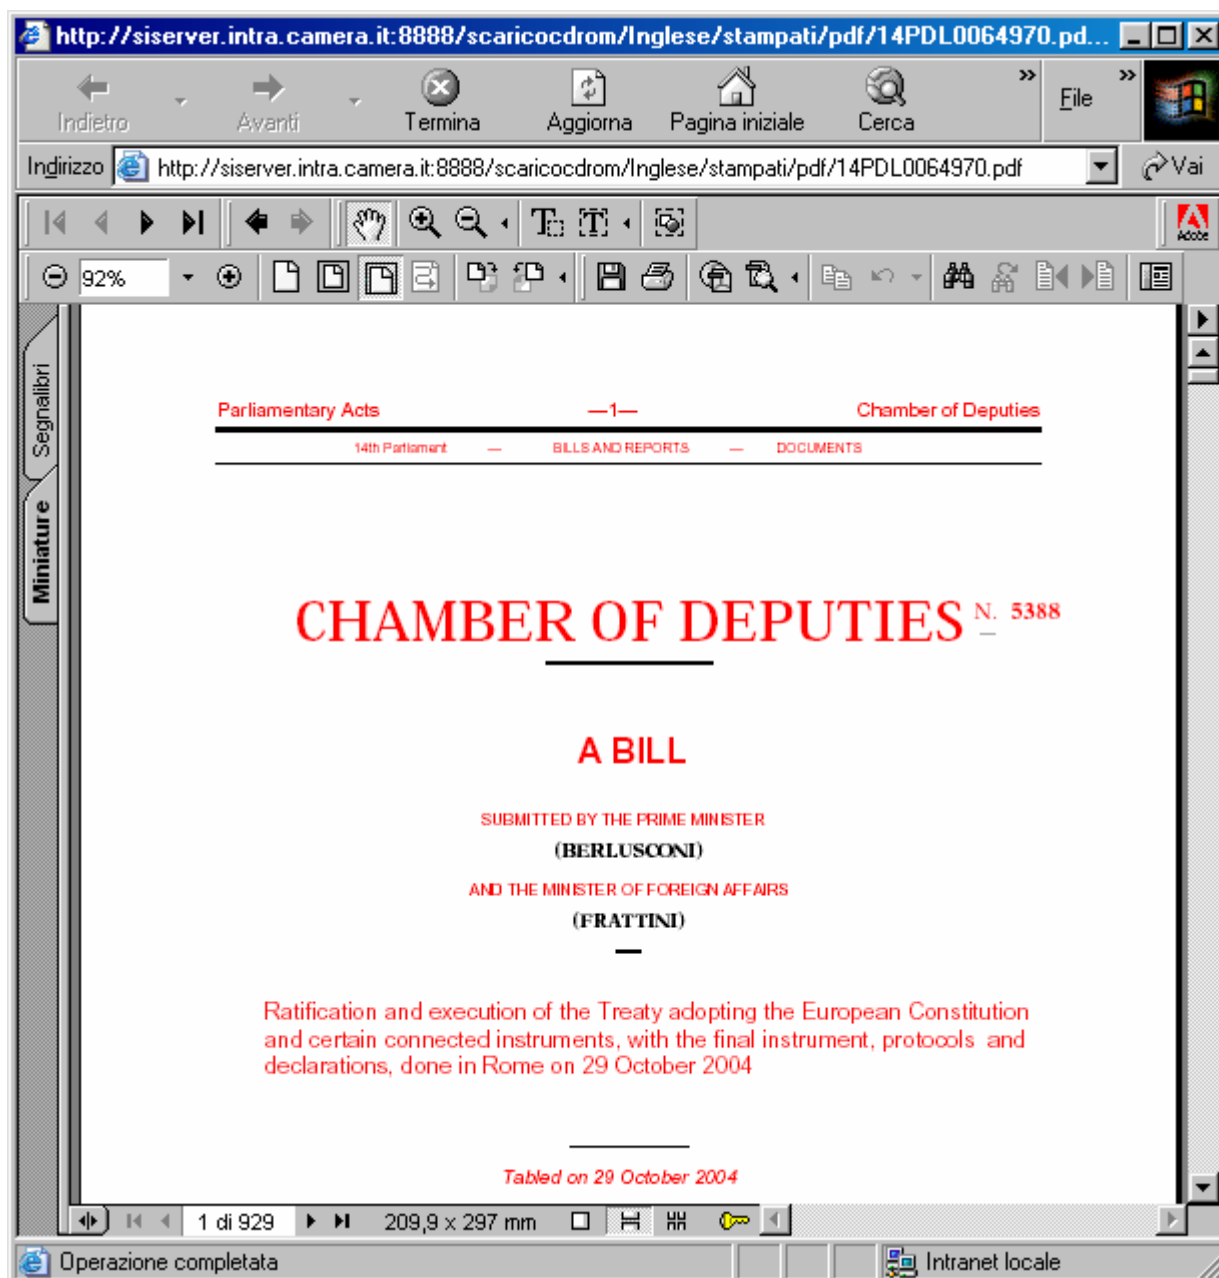 http://siserver.intra.camera.it:8888/scaricocdrom/Inglese/stampati/pdf/14PDL0064970.pd...
Indietro Avanti Termina Aggiorna Pagina iniziale Cerca » File »
Indirizzo http://siserver.intra.camera.it:8888/scaricocdrom/Inglese/stampati/pdf/14PDL0064970.pdf Vai
Adobe
92%
Segnalibri
Miniature
Parliamentary Acts —1— Chamber of Deputies
14th Parliament — BILLS AND REPORTS — DOCUMENTS
CHAMBER OF DEPUTIES N. 5388
A BILL
SUBMITTED BY THE PRIME MINISTER
(BERLUSCONI)
AND THE MINISTER OF FOREIGN AFFAIRS
(FRATTINI)
Ratification and execution of the Treaty adopting the European Constitution
and certain connected instruments, with the final instrument, protocols and
declarations, done in Rome on 29 October 2004
Tabled on 29 October 2004
1 di 929 209,9 x 297 mm
Operazione completata Intranet locale